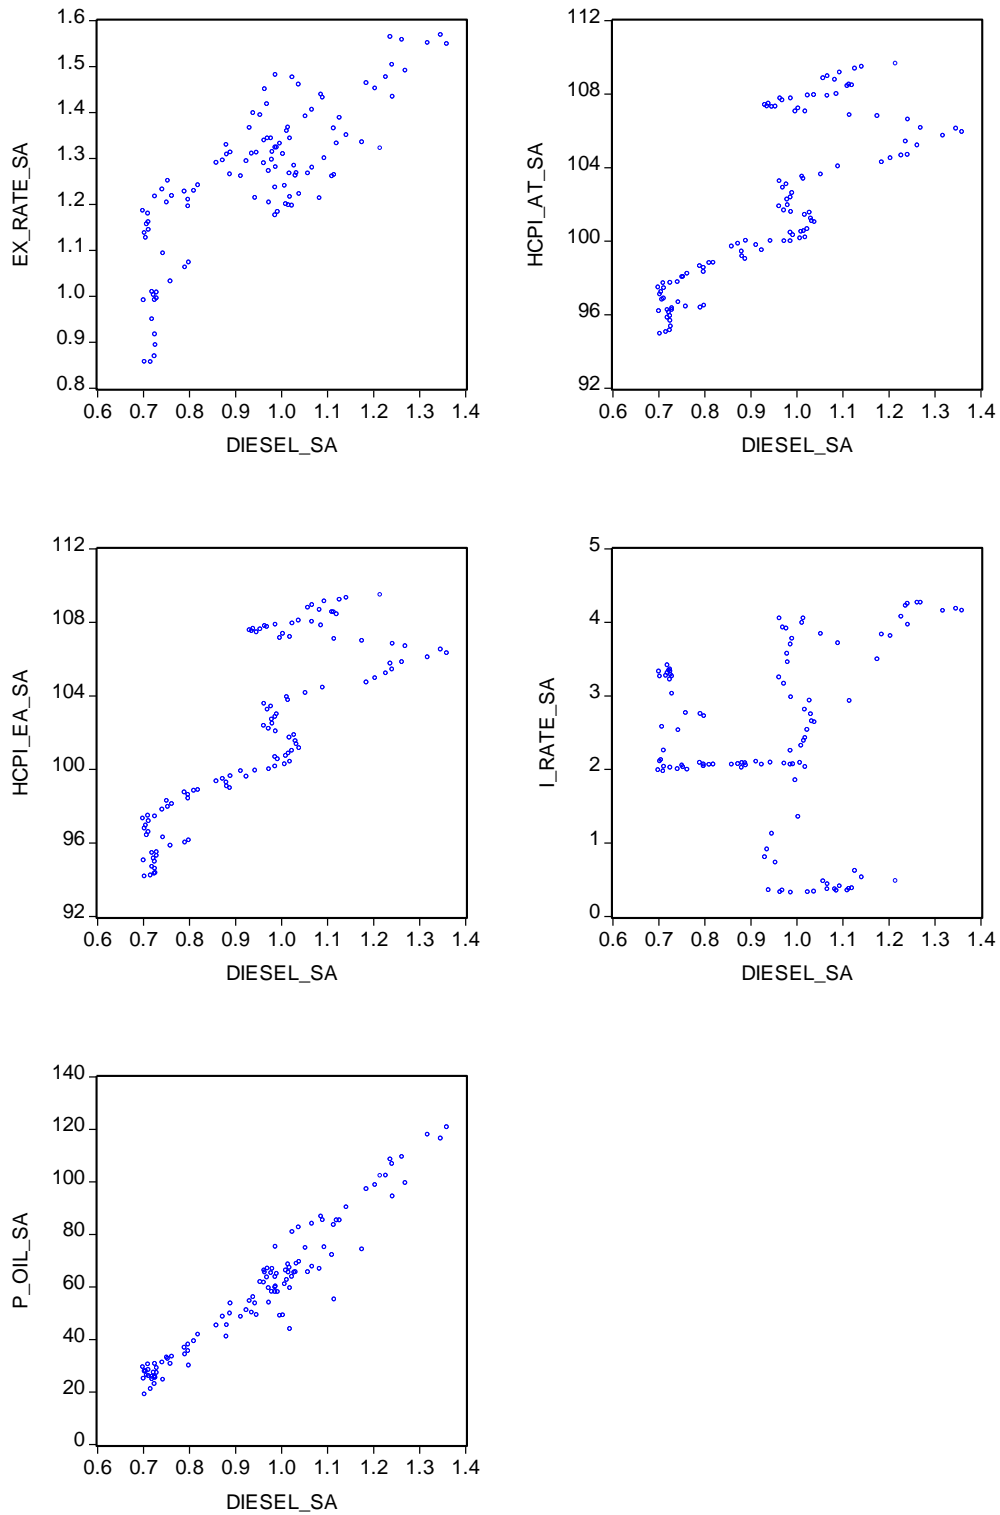 1.6
1.5
1.4
1.3
1.2
1.1
1.0
0.9
0.8
EX_RATE_SA
0.6 0.7 0.8 0.9 1.0 1.1 1.2 1.3 1.4
DIESEL_SA
112
108
104
100
96
92
HCPI_AT_SA
0.6 0.7 0.8 0.9 1.0 1.1 1.2 1.3 1.4
DIESEL_SA
112
108
104
100
96
92
HCPI_EA_SA
0.6 0.7 0.8 0.9 1.0 1.1 1.2 1.3 1.4
DIESEL_SA
5
4
3
2
1
0
I_RATE_SA
0.6 0.7 0.8 0.9 1.0 1.1 1.2 1.3 1.4
DIESEL_SA
140
120
100
80
60
40
20
0
P_OIL_SA
0.6 0.7 0.8 0.9 1.0 1.1 1.2 1.3 1.4
DIESEL_SA